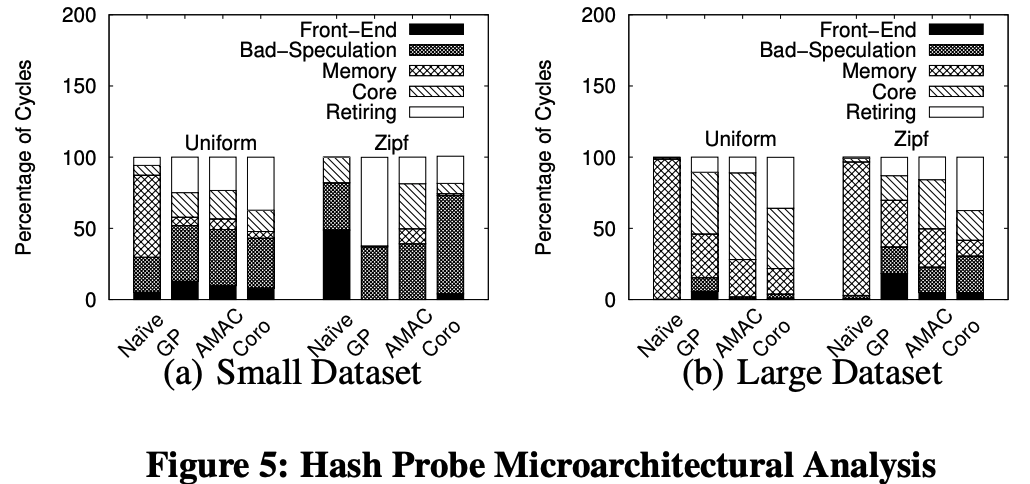 200
150
100
50
0
Percentage of Cycles
Front-End
Bad-Speculation
Memory
Core
Retiring
Uniform
Zipf
Naïve
GP
AMAC
Coro
Naïve
GP
AMAC
Coro
(a) Small Dataset
200
150
100
50
0
Percentage of Cycles
Front-End
Bad-Speculation
Memory
Core
Retiring
Uniform
Zipf
Naïve
GP
AMAC
Coro
Naïve
GP
AMAC
Coro
(b) Large Dataset
Figure 5: Hash Probe Microarchitectural Analysis